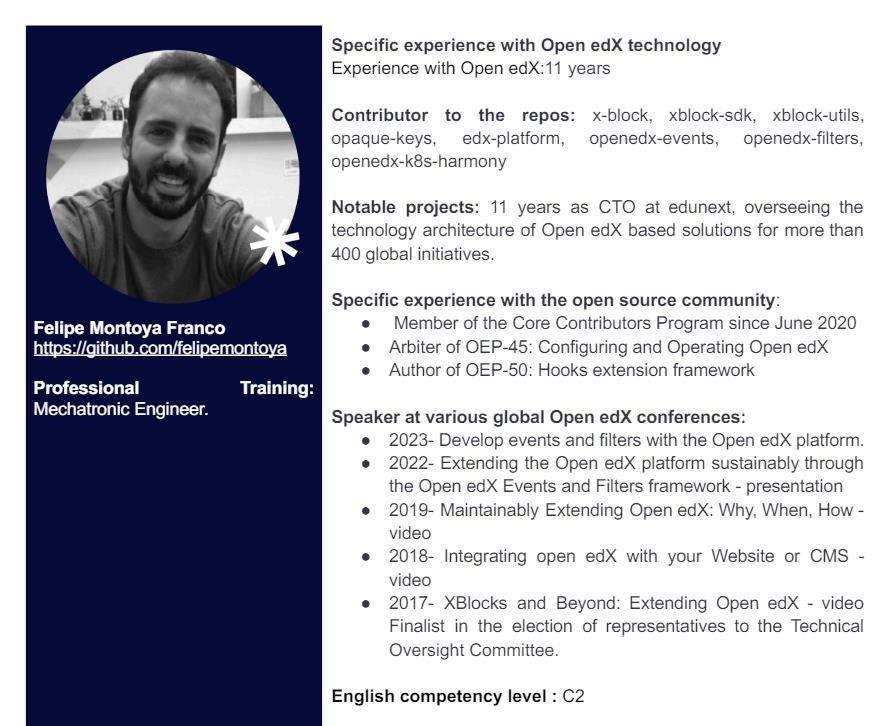 Specific experience with Open edX technology
Experience with Open edX:11 years
Contributor to the repos: x-block, xblock-sdk, xblock-utils,
opaque-keys, edx-platform, openedx-events, openedx-filters,
openedx-k8s-harmony
Notable projects: 11 years as CTO at edunext, overseeing the
technology architecture of Open edX based solutions for more than
400 global initiatives.
Specific experience with the open source community:
● Member of the Core Contributors Program since June 2020
● Arbiter of OEP-45: Configuring and Operating Open edX
● Author of OEP-50: Hooks extension framework
Speaker at various global Open edX conferences:
● 2023- Develop events and filters with the Open edX platform.
● 2022- Extending the Open edX platform sustainably through
the Open edX Events and Filters framework - presentation
● 2019- Maintainably Extending Open edX: Why, When, How -
video
● 2018- Integrating open edX with your Website or CMS -
video
● 2017- XBlocks and Beyond: Extending Open edX - video
Finalist in the election of representatives to the Technical
Oversight Committee.
English competency level : C2
Felipe Montoya Franco
https://github.com/felipemontoya
Professional Training:
Mechatronic Engineer.